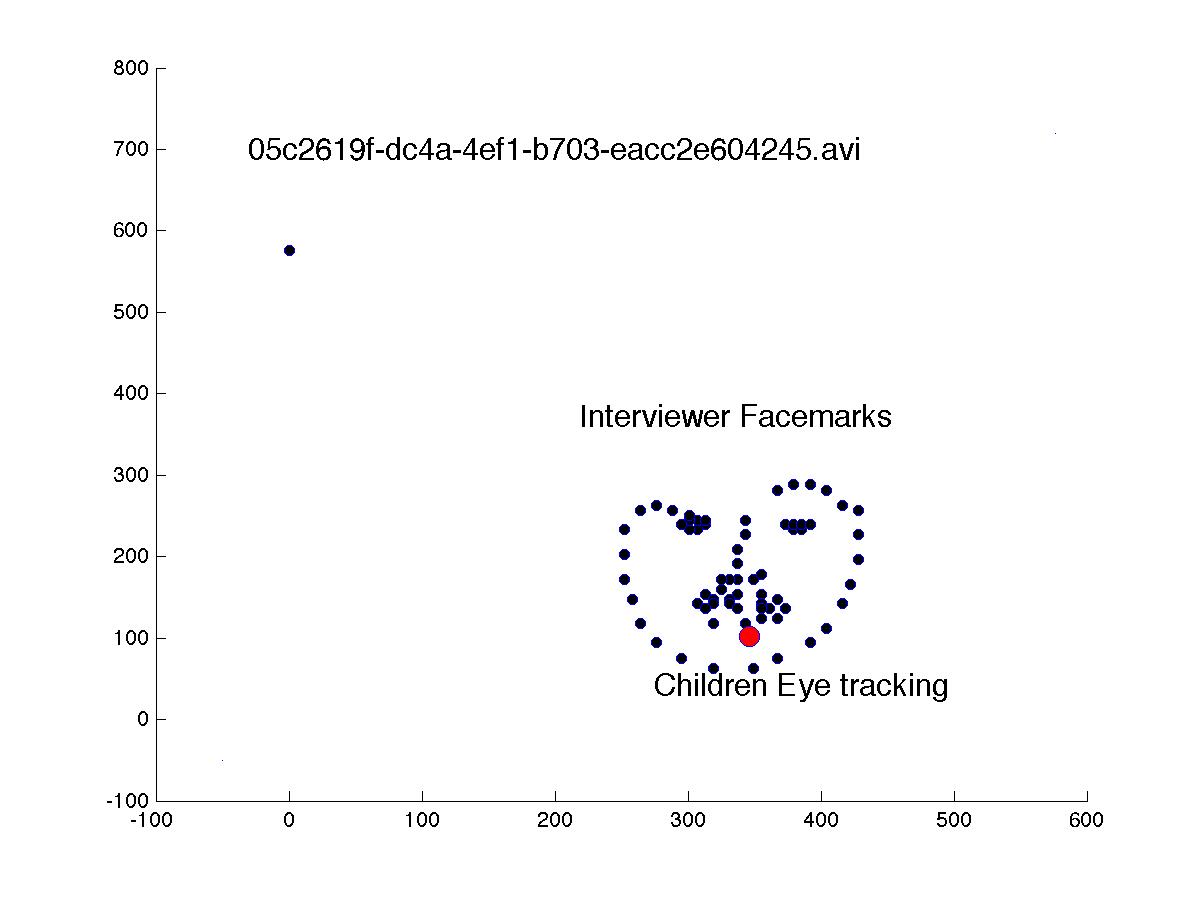 800
700
05c2619f-dc4a-4ef1-b703-eacc2e604245.avi
600
500
400
Interviewer Facemarks
300
200
100
Children Eye tracking
0
-100
-100 0 100 200 300 400 500 600